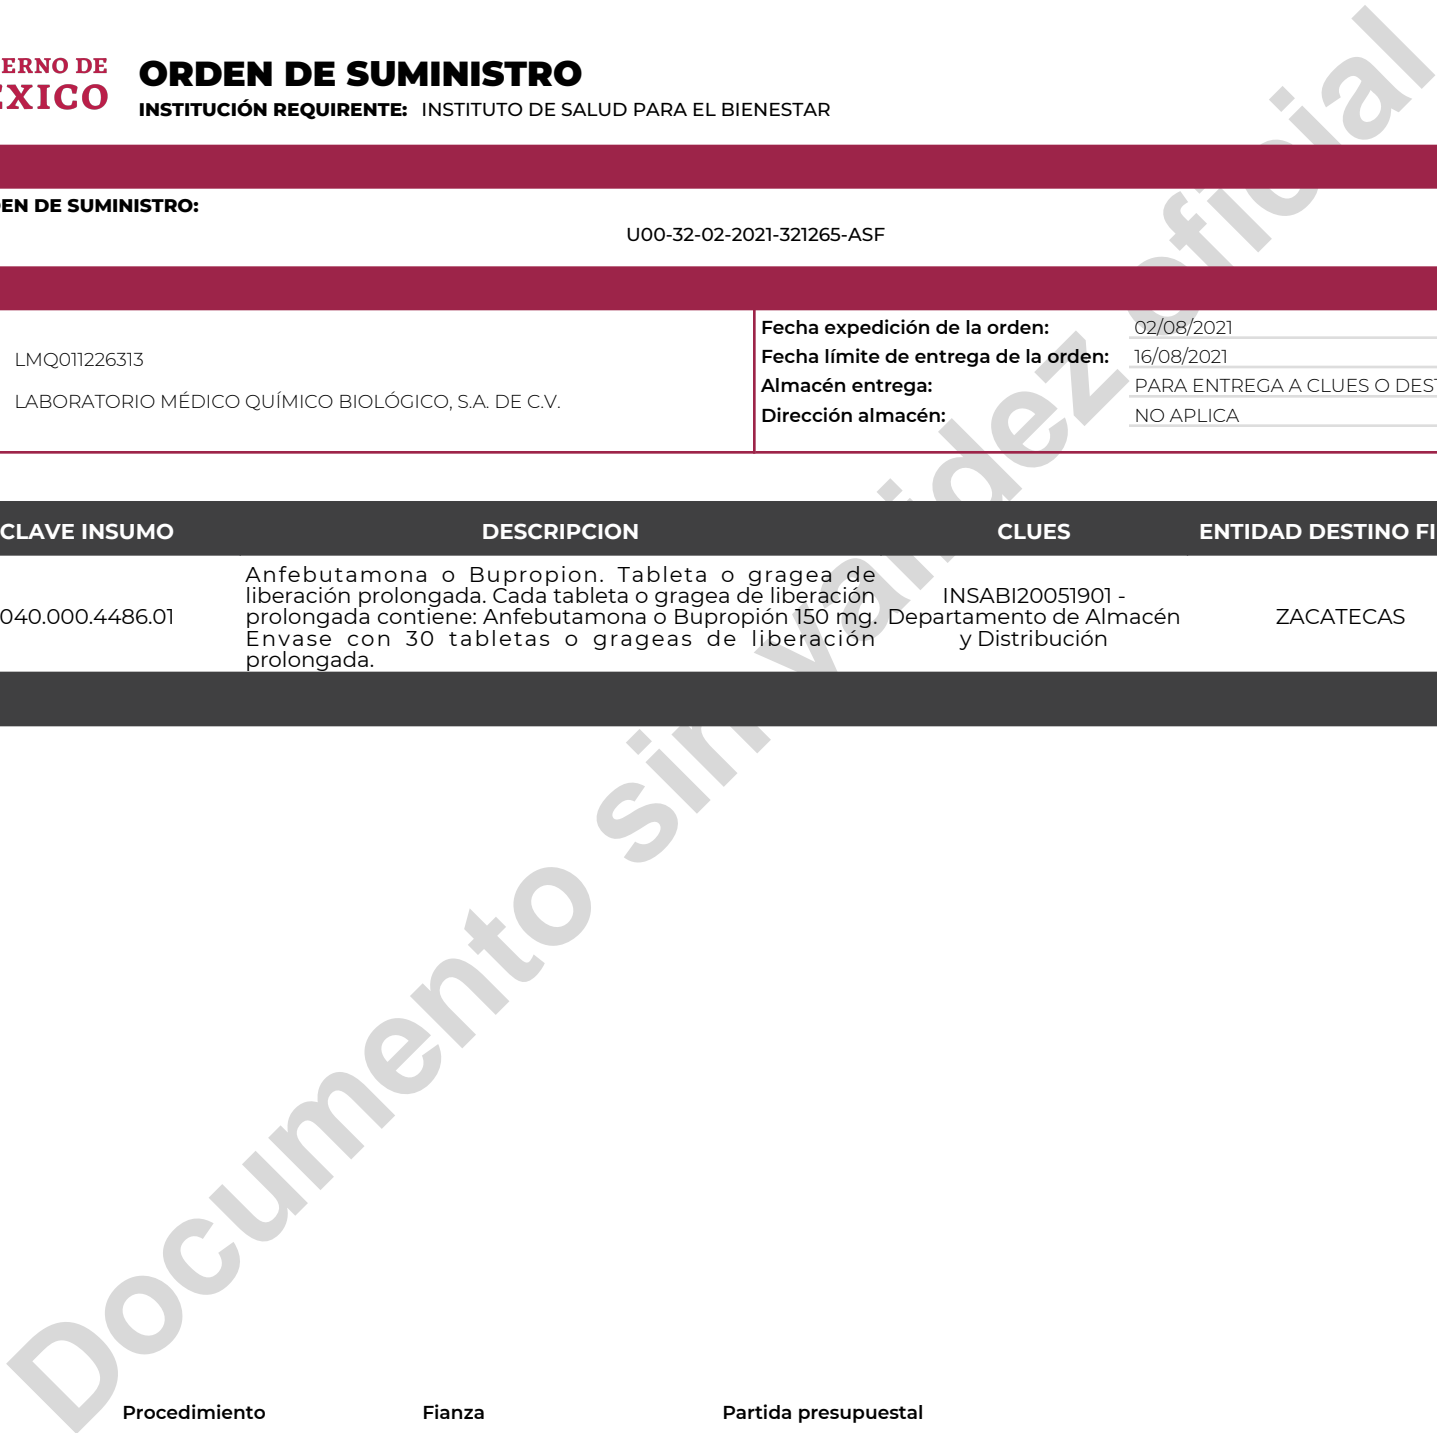 ERNO DE
ÉXICO
ORDEN DE SUMINISTRO
INSTITUCIÓN REQUIRENTE: INSTITUTO DE SALUD PARA EL BIENESTAR
EN DE SUMINISTRO:
U00-32-02-2021-321265-ASF
LMQ011226313
LABORATORIO MÉDICO QUÍMICO BIOLÓGICO, S.A. DE C.V.
Fecha expedición de la orden: 02/08/2021
Fecha límite de entrega de la orden: 16/08/2021
Almacén entrega: PARA ENTREGA A CLUES O DEST
Dirección almacén: NO APLICA
CLAVE INSUMO DESCRIPCION CLUES ENTIDAD DESTINO FI
040.000.4486.01
Anfebutamona o Bupropion. Tableta o gragea de
liberación prolongada. Cada tableta o gragea de liberación
prolongada contiene: Anfebutamona o Bupropión 150 mg.
Envase con 30 tabletas o grageas de liberación
prolongada.
INSABI20051901 -
Departamento de Almacén
y Distribución
ZACATECAS
Documento sin validez oficial
Procedimiento Fianza Partida presupuestal